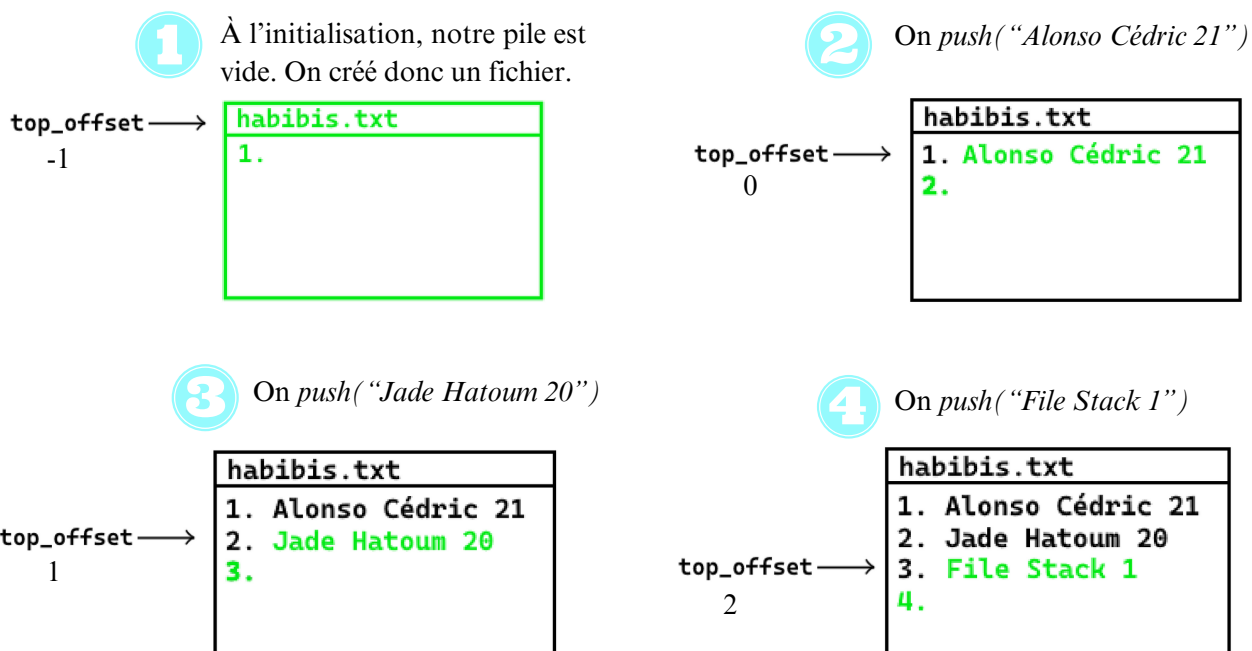 1
À l’initialisation, notre pile est
vide. On créé donc un fichier.
top_offset
-1
habibis.txt
1.
2
On push(“Alonso Cédric 21”)
top_offset
0
habibis.txt
1. Alonso Cédric 21
2.
3
On push(“Jade Hatoum 20”)
top_offset
1
habibis.txt
1. Alonso Cédric 21
2. Jade Hatoum 20
3.
4
On push(“File Stack 1”)
top_offset
2
habibis.txt
1. Alonso Cédric 21
2. Jade Hatoum 20
3. File Stack 1
4.